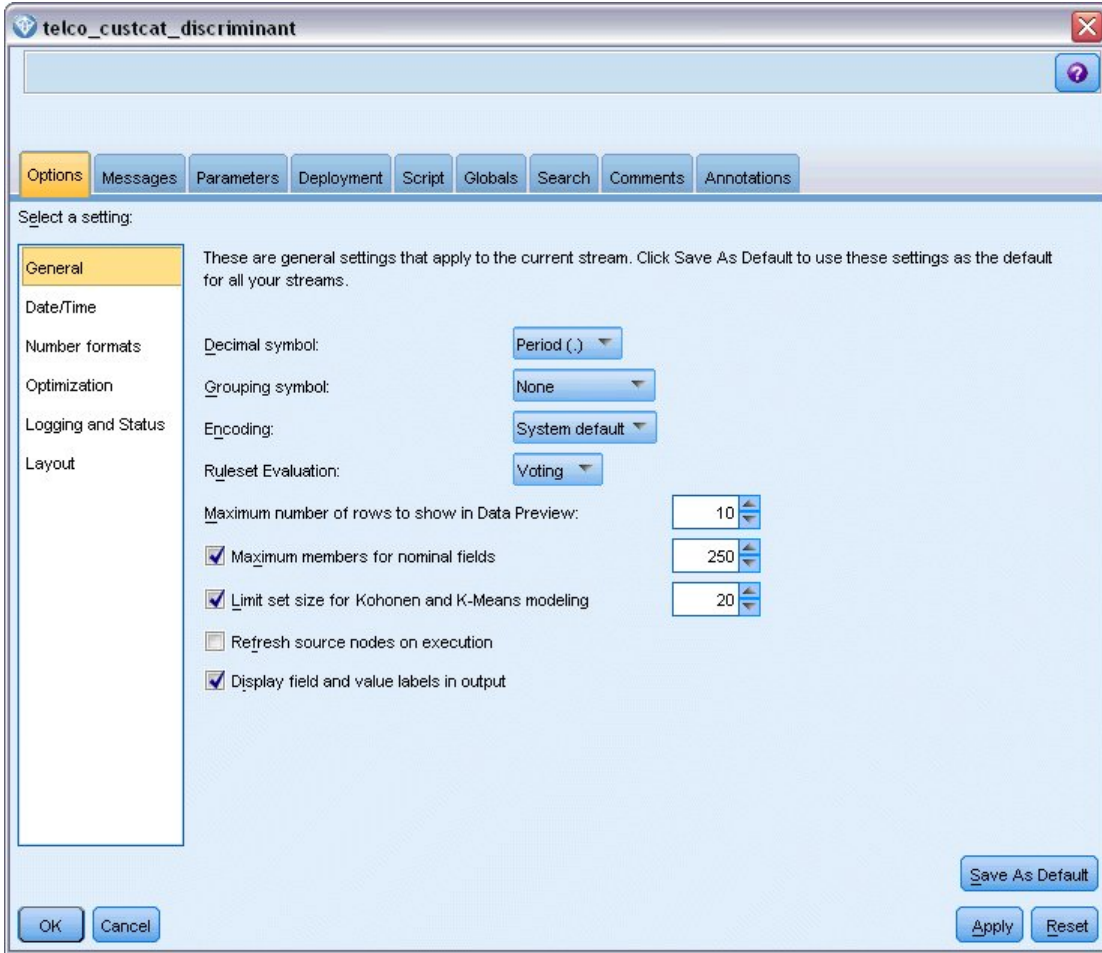 telco_custcat_discriminant
?
Options Messages Parameters Deployment Script Globals Search Comments Annotations
Select a setting:
General
Date/Time
Number formats
Optimization
Logging and Status
Layout
These are general settings that apply to the current stream. Click Save As Default to use these settings as the default
for all your streams.
Decimal symbol: Period (.)
Grouping symbol: None
Encoding: System default
Ruleset Evaluation: Voting
Maximum number of rows to show in Data Preview: 10
Maximum members for nominal fields 250
Limit set size for Kohonen and K-Means modeling 20
Refresh source nodes on execution
Display field and value labels in output
Save As Default
OK Cancel Apply Reset